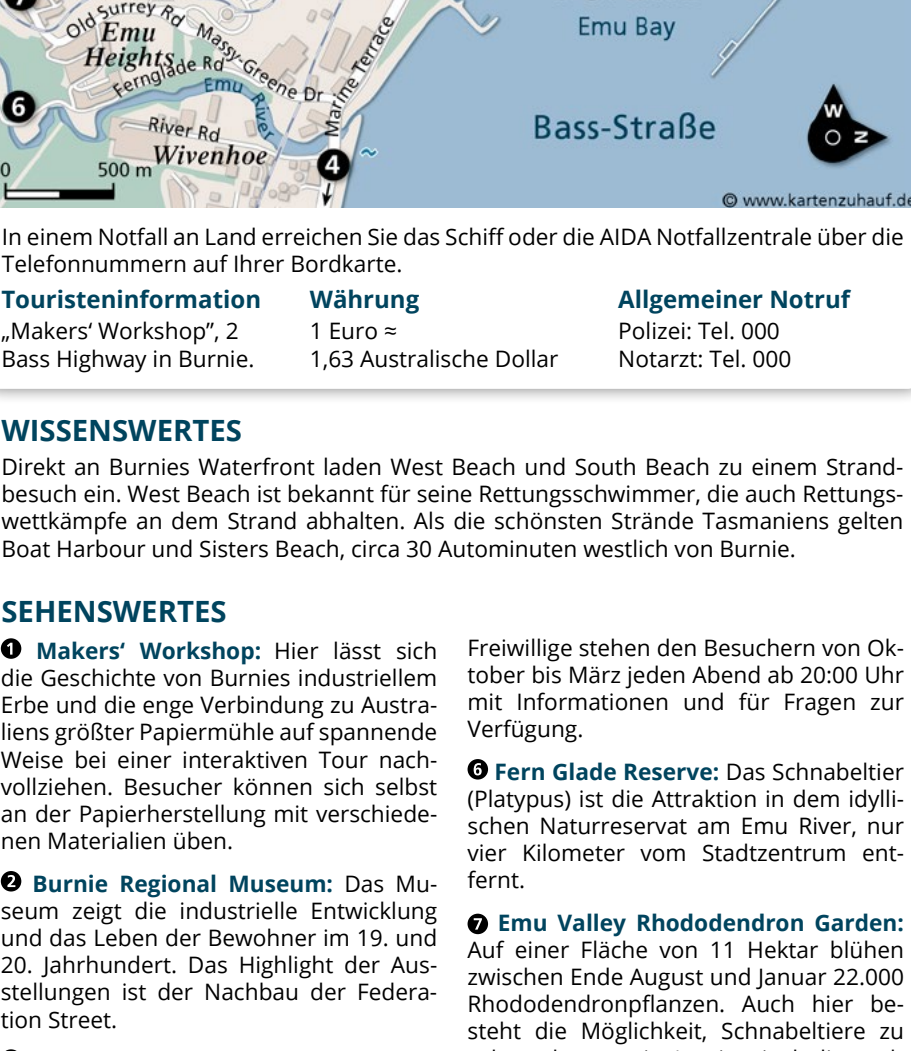 7
Old Surrey Rd
Emu
Heights
Massy-Greene Dr
Fernglade Rd
Marine Terrace
Emu River
6
River Rd
Wivenhoe
4
0 500 m
Emu Bay
Bass-Straße
W
N
© www.kartenzuhauf.de
In einem Notfall an Land erreichen Sie das Schiff oder die AIDA Notfallzentrale über die
Telefonnummern auf Ihrer Bordkarte.
Touristeninformation
„Makers‘ Workshop”, 2
Bass Highway in Burnie.
Währung
1 Euro ≈
1,63 Australische Dollar
Allgemeiner Notruf
Polizei: Tel. 000
Notarzt: Tel. 000
WISSENSWERTES
Direkt an Burnies Waterfront laden West Beach und South Beach zu einem Strand-
besuch ein. West Beach ist bekannt für seine Rettungsschwimmer, die auch Rettungs-
wettkämpfe an dem Strand abhalten. Als die schönsten Strände Tasmaniens gelten
Boat Harbour und Sisters Beach, circa 30 Autominuten westlich von Burnie.
SEHENSWERTES
1 Makers‘ Workshop: Hier lässt sich
die Geschichte von Burnies industriellem
Erbe und die enge Verbindung zu Austra-
liens größter Papiermühle auf spannende
Weise bei einer interaktiven Tour nach-
vollziehen. Besucher können sich selbst
an der Papierherstellung mit verschiede-
nen Materialien üben.
2 Burnie Regional Museum: Das Mu-
seum zeigt die industrielle Entwicklung
und das Leben der Bewohner im 19. und
20. Jahrhundert. Das Highlight der Aus-
stellungen ist der Nachbau der Federa-
tion Street.
Freiwillige stehen den Besuchern von Ok-
tober bis März jeden Abend ab 20:00 Uhr
mit Informationen und für Fragen zur
Verfügung.
6 Fern Glade Reserve: Das Schnabeltier
(Platypus) ist die Attraktion in dem idylli-
schen Naturreservat am Emu River, nur
vier Kilometer vom Stadtzentrum ent-
fernt.
7 Emu Valley Rhododendron Garden:
Auf einer Fläche von 11 Hektar blühen
zwischen Ende August und Januar 22.000
Rhododendronpflanzen. Auch hier be-
steht die Möglichkeit, Schnabeltiere zu